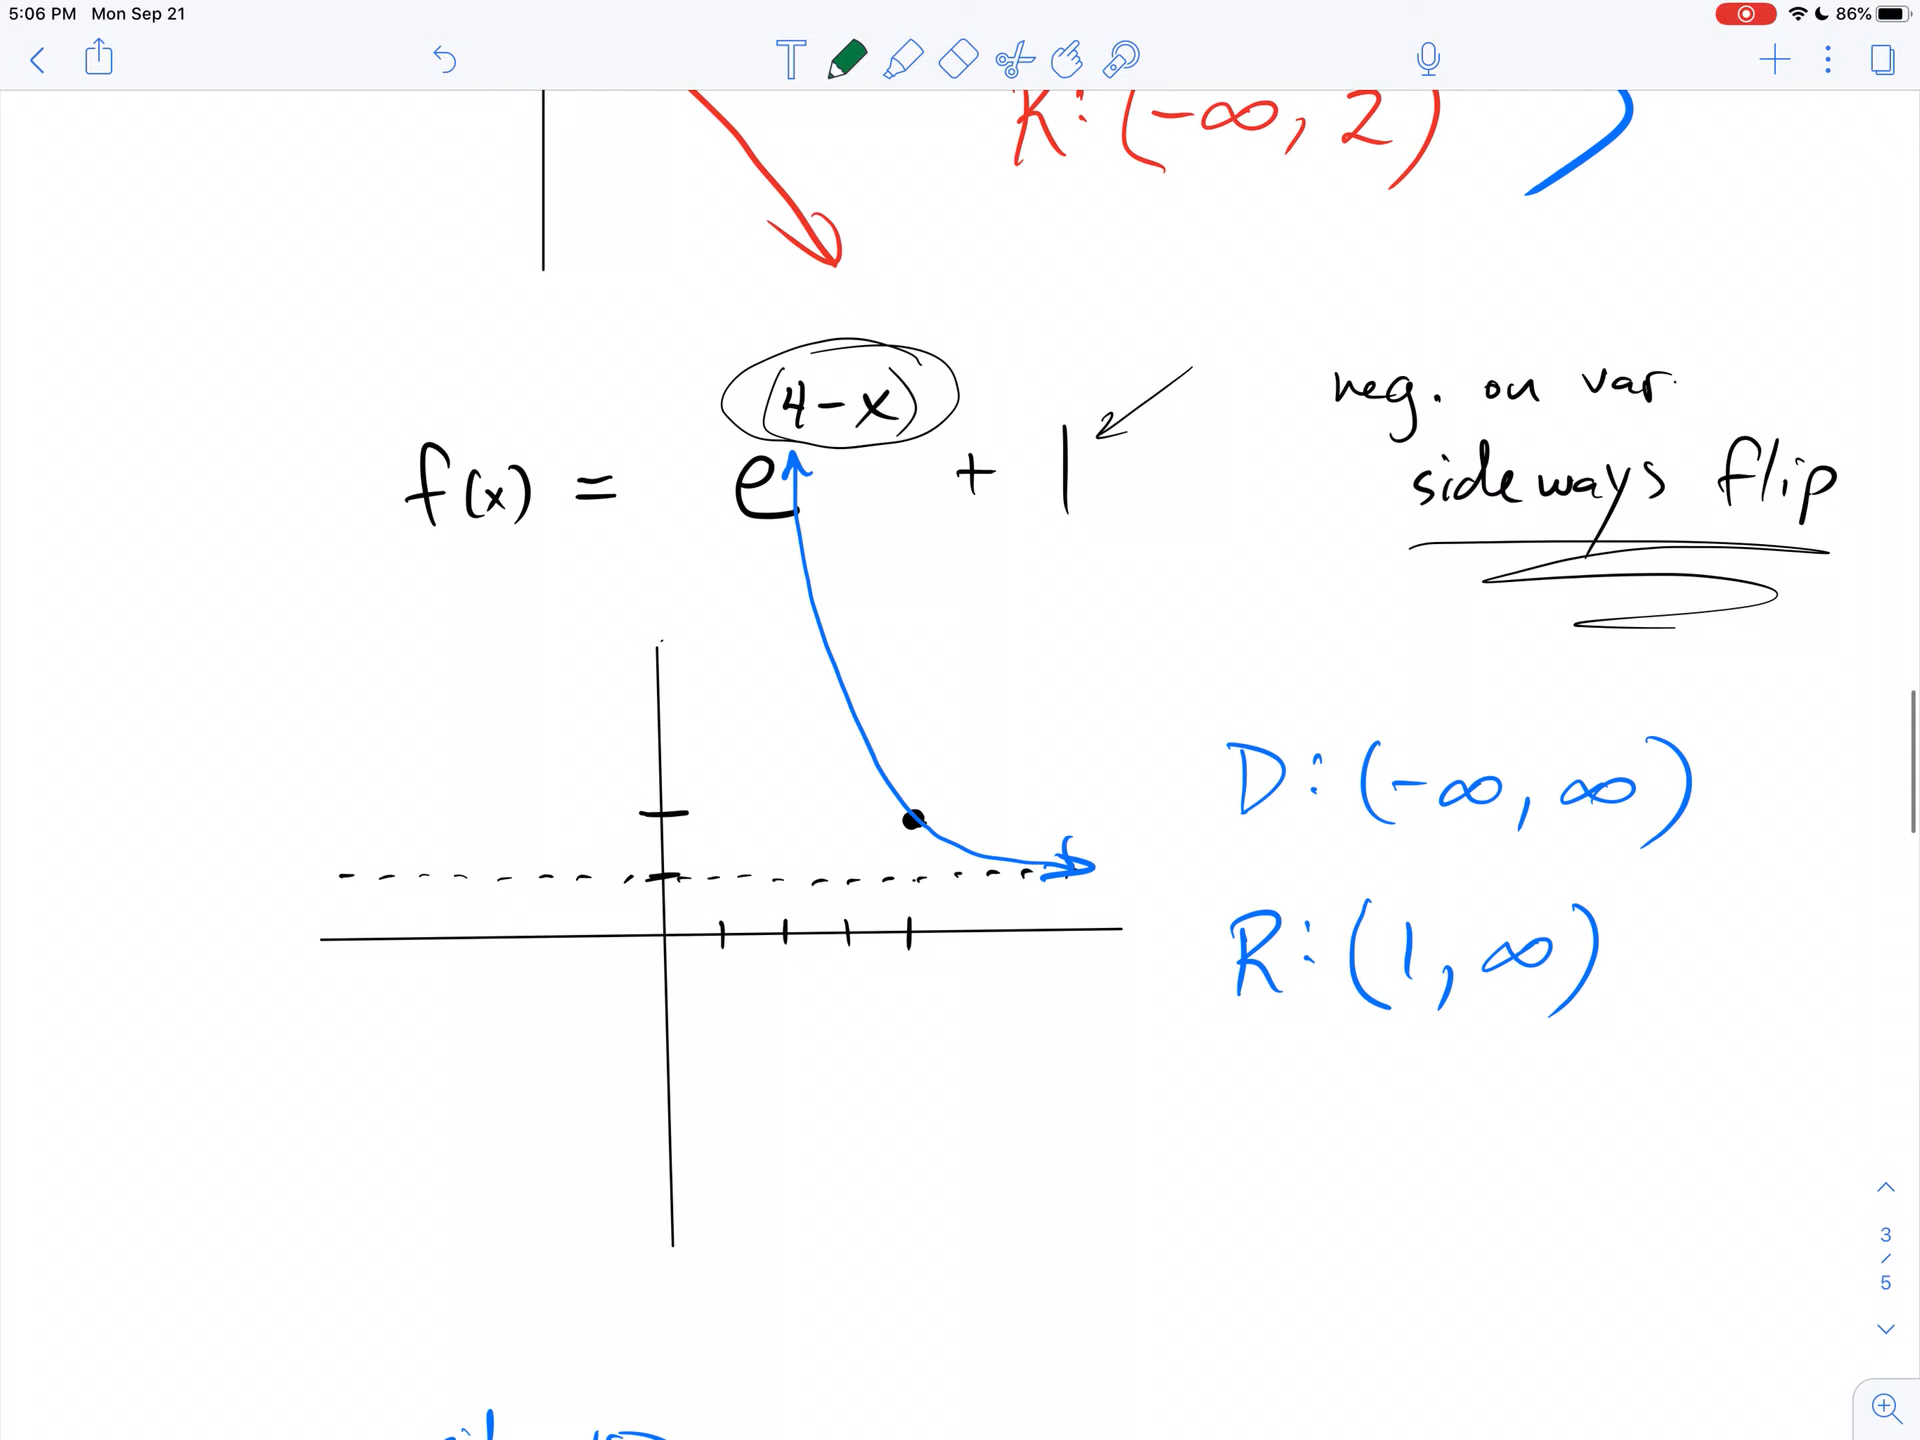 5:06 PM Mon Sep 21
86%
R: (-∞, 2)
f(x) = e^(4-x) + 1
neg. on var.
sideways flip
D: (-∞, ∞)
R: (1, ∞)
3
/
5